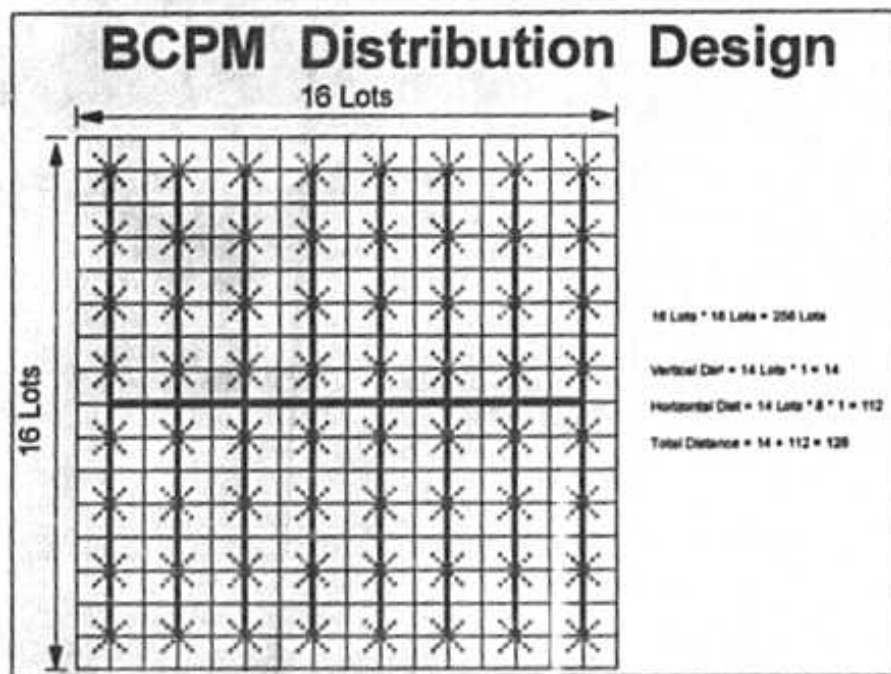 BCPM Distribution Design
16 Lots
16 Lots
16 Lots * 16 Lots = 256 Lots
Vertical Dist = 14 Lots * 1 = 14
Horizontal Dist = 14 Lots * 8 * 1 = 112
Total Distance = 14 + 112 = 126